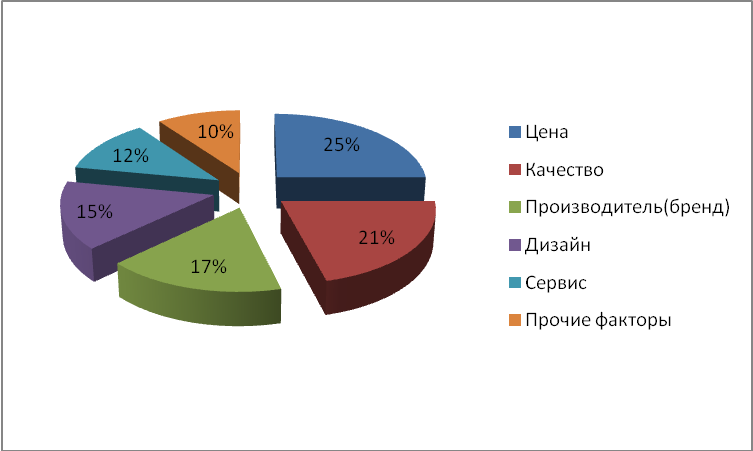 25%
21%
17%
15%
12%
10%
Цена
Качество
Производитель(бренд)
Дизайн
Сервис
Прочие факторы